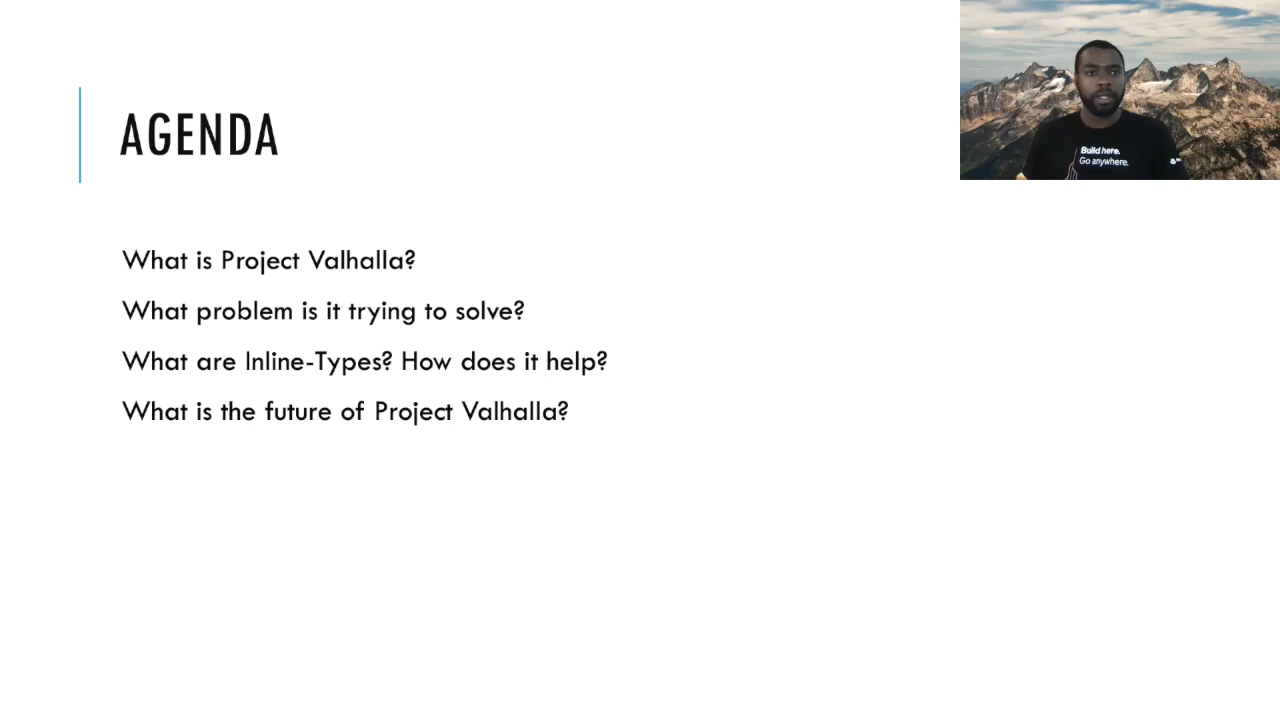 AGENDA
What is Project Valhalla?
What problem is it trying to solve?
What are Inline-Types? How does it help?
What is the future of Project Valhalla?
Build here.
Go anywhere.